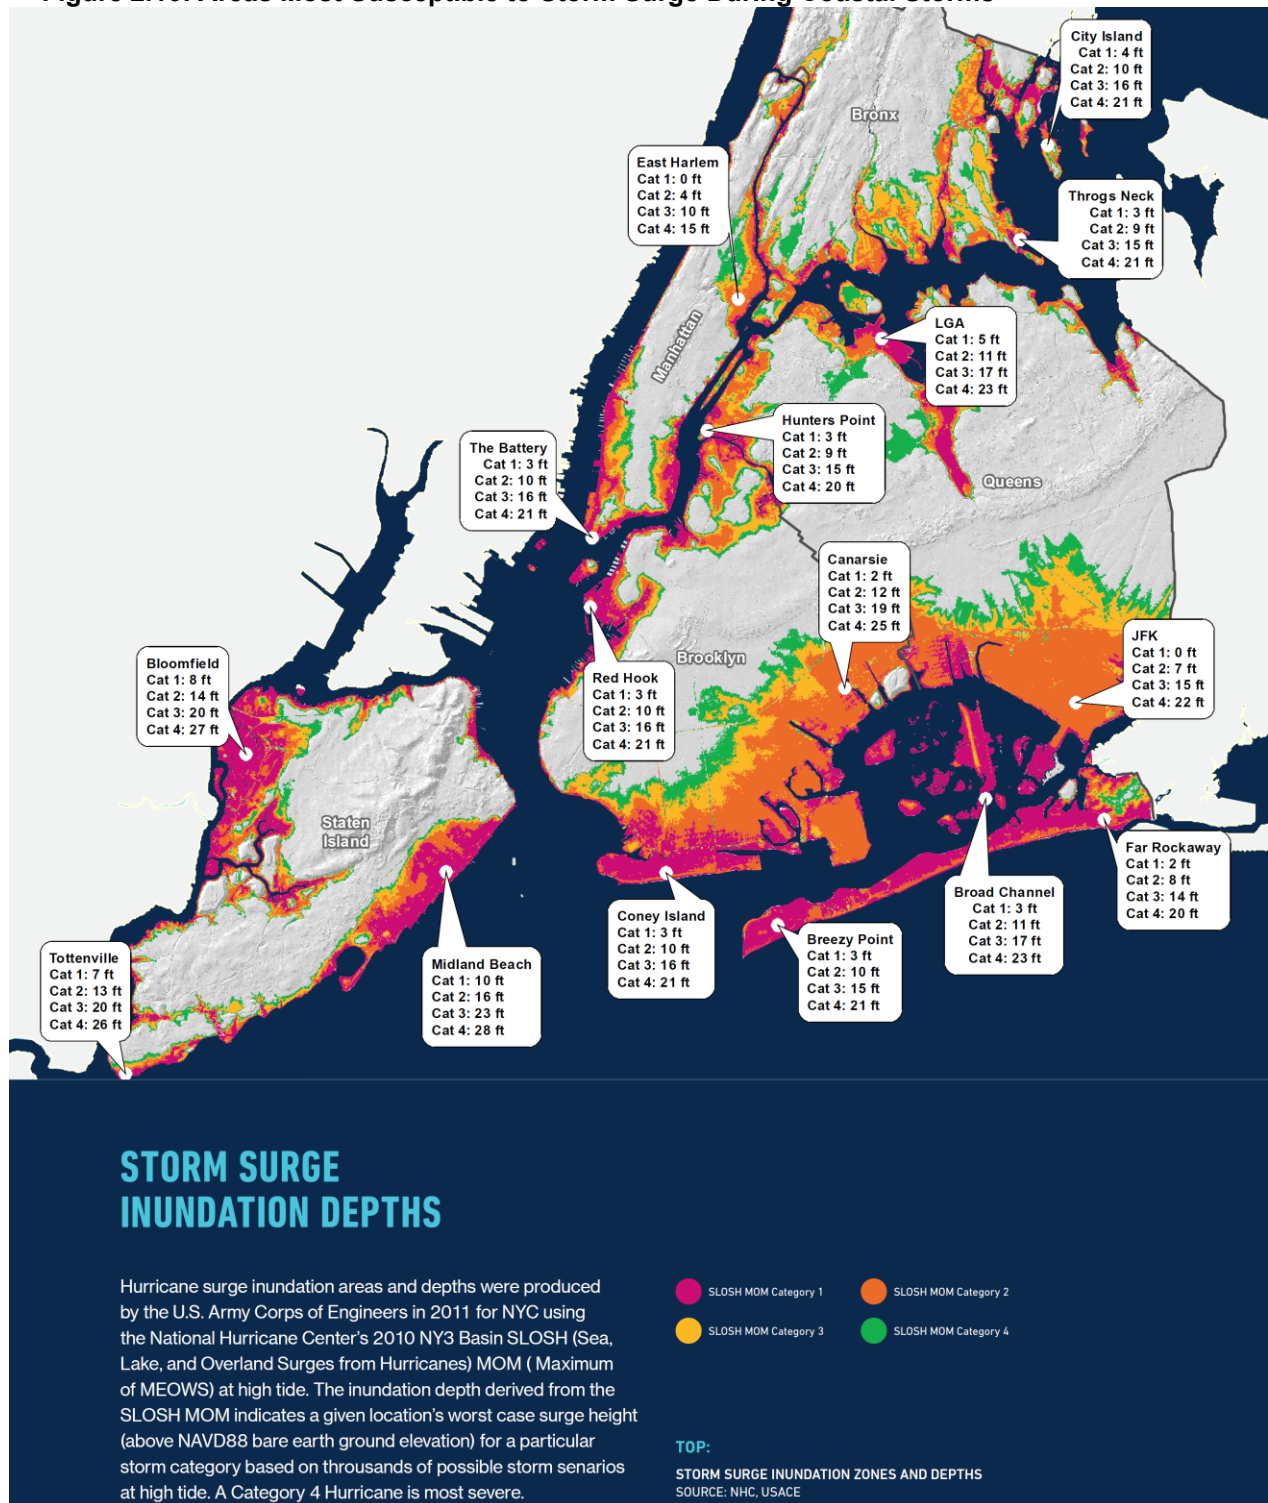 Figure 2.10: Areas Most Susceptible to Storm Surge During Coastal Storms
City Island
Cat 1: 4 ft
Cat 2: 10 ft
Cat 3: 16 ft
Cat 4: 21 ft
Bronx
East Harlem
Cat 1: 0 ft
Cat 2: 4 ft
Cat 3: 10 ft
Cat 4: 15 ft
Throgs Neck
Cat 1: 3 ft
Cat 2: 9 ft
Cat 3: 15 ft
Cat 4: 21 ft
Manhattan
LGA
Cat 1: 5 ft
Cat 2: 11 ft
Cat 3: 17 ft
Cat 4: 23 ft
Hunters Point
Cat 1: 3 ft
Cat 2: 9 ft
Cat 3: 15 ft
Cat 4: 20 ft
The Battery
Cat 1: 3 ft
Cat 2: 10 ft
Cat 3: 16 ft
Cat 4: 21 ft
Queens
Canarsie
Cat 1: 2 ft
Cat 2: 12 ft
Cat 3: 19 ft
Cat 4: 25 ft
JFK
Cat 1: 0 ft
Cat 2: 7 ft
Cat 3: 15 ft
Cat 4: 22 ft
Brooklyn
Bloomfield
Cat 1: 8 ft
Cat 2: 14 ft
Cat 3: 20 ft
Cat 4: 27 ft
Red Hook
Cat 1: 3 ft
Cat 2: 10 ft
Cat 3: 16 ft
Cat 4: 21 ft
Staten
Island
Far Rockaway
Cat 1: 2 ft
Cat 2: 8 ft
Cat 3: 14 ft
Cat 4: 20 ft
Broad Channel
Cat 1: 3 ft
Cat 2: 11 ft
Cat 3: 17 ft
Cat 4: 23 ft
Coney Island
Cat 1: 3 ft
Cat 2: 10 ft
Cat 3: 16 ft
Cat 4: 21 ft
Breezy Point
Cat 1: 3 ft
Cat 2: 10 ft
Cat 3: 15 ft
Cat 4: 21 ft
Tottenville
Cat 1: 7 ft
Cat 2: 13 ft
Cat 3: 20 ft
Cat 4: 26 ft
Midland Beach
Cat 1: 10 ft
Cat 2: 16 ft
Cat 3: 23 ft
Cat 4: 28 ft
STORM SURGE
INUNDATION DEPTHS
Hurricane surge inundation areas and depths were produced
by the U.S. Army Corps of Engineers in 2011 for NYC using
the National Hurricane Center's 2010 NY3 Basin SLOSH (Sea,
Lake, and Overland Surges from Hurricanes) MOM ( Maximum
of MEOWS) at high tide. The inundation depth derived from the
SLOSH MOM indicates a given location's worst case surge height
(above NAVD88 bare earth ground elevation) for a particular
storm category based on thousands of possible storm senarios
at high tide. A Category 4 Hurricane is most severe.
SLOSH MOM Category 1
SLOSH MOM Category 2
SLOSH MOM Category 3
SLOSH MOM Category 4
TOP:
STORM SURGE INUNDATION ZONES AND DEPTHS
SOURCE: NHC, USACE